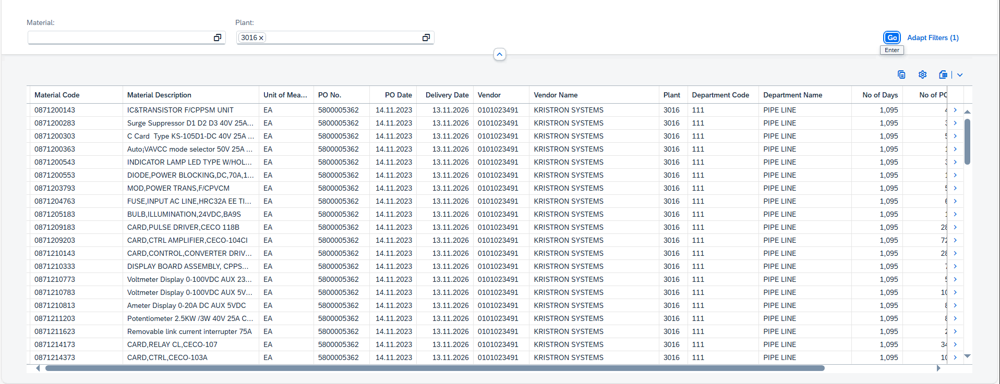 Material: Plant:
3016
Go Adapt Filters (1)
Enter
Material Code Material Description Unit of Mea... PO No. PO Date Delivery Date Vendor Vendor Name Plant Department Code Department Name No of Days No of PO
0871200143 IC&TRANSISTOR F/CPPSM UNIT EA 5800005362 14.11.2023 13.11.2026 0101023491 KRISTRON SYSTEMS 3016 111 PIPE LINE 1,095
0871200283 Surge Suppressor D1 D2 D3 40V 25A... EA 5800005362 14.11.2023 13.11.2026 0101023491 KRISTRON SYSTEMS 3016 111 PIPE LINE 1,095
0871200303 C Card  Type KS-105D1-DC 40V 25A ... EA 5800005362 14.11.2023 13.11.2026 0101023491 KRISTRON SYSTEMS 3016 111 PIPE LINE 1,095
0871200363 Auto¡VAVCC mode selector 50V 25A ... EA 5800005362 14.11.2023 13.11.2026 0101023491 KRISTRON SYSTEMS 3016 111 PIPE LINE 1,095
0871200543 INDICATOR LAMP LED TYPE W/HOL... EA 5800005362 14.11.2023 13.11.2026 0101023491 KRISTRON SYSTEMS 3016 111 PIPE LINE 1,095
0871200553 DIODE,POWER BLOCKING,DC,70A,1... EA 5800005362 14.11.2023 13.11.2026 0101023491 KRISTRON SYSTEMS 3016 111 PIPE LINE 1,095
0871203793 MOD,POWER TRANS,F/CPVCM EA 5800005362 14.11.2023 13.11.2026 0101023491 KRISTRON SYSTEMS 3016 111 PIPE LINE 1,095
0871204763 FUSE,INPUT AC LINE,HRC32A EE TI... EA 5800005362 14.11.2023 13.11.2026 0101023491 KRISTRON SYSTEMS 3016 111 PIPE LINE 1,095
0871205183 BULB,ILLUMINATION,24VDC,BA9S EA 5800005362 14.11.2023 13.11.2026 0101023491 KRISTRON SYSTEMS 3016 111 PIPE LINE 1,095
0871209183 CARD,PULSE DRIVER,CECO 118B EA 5800005362 14.11.2023 13.11.2026 0101023491 KRISTRON SYSTEMS 3016 111 PIPE LINE 1,095 28
0871209203 CARD,CTRL AMPLIFIER,CECO-104CI EA 5800005362 14.11.2023 13.11.2026 0101023491 KRISTRON SYSTEMS 3016 111 PIPE LINE 1,095 72
0871210143 CARD,CONTROL,CONVERTER DRIV... EA 5800005362 14.11.2023 13.11.2026 0101023491 KRISTRON SYSTEMS 3016 111 PIPE LINE 1,095 28
0871210333 DISPLAY BOARD ASSEMBLY, CPPS... EA 5800005362 14.11.2023 13.11.2026 0101023491 KRISTRON SYSTEMS 3016 111 PIPE LINE 1,095
0871210773 Voltmeter Display 0-100VDC AUX 23... EA 5800005362 14.11.2023 13.11.2026 0101023491 KRISTRON SYSTEMS 3016 111 PIPE LINE 1,095
0871210783 Voltmeter Display 0-100VDC AUX 5V... EA 5800005362 14.11.2023 13.11.2026 0101023491 KRISTRON SYSTEMS 3016 111 PIPE LINE 1,095 10
0871210813 Ameter Display 0-20A DC AUX 5VDC EA 5800005362 14.11.2023 13.11.2026 0101023491 KRISTRON SYSTEMS 3016 111 PIPE LINE 1,095
0871211203 Potentiometer 2.5KW /3W 40V 25A C... EA 5800005362 14.11.2023 13.11.2026 0101023491 KRISTRON SYSTEMS 3016 111 PIPE LINE 1,095
0871211623 Removable link current interrupter 75A EA 5800005362 14.11.2023 13.11.2026 0101023491 KRISTRON SYSTEMS 3016 111 PIPE LINE 1,095
0871214173 CARD,RELAY CL,CECO-107 EA 5800005362 14.11.2023 13.11.2026 0101023491 KRISTRON SYSTEMS 3016 111 PIPE LINE 1,095 34
0871214373 CARD,CTRL,CECO-103A EA 5800005362 14.11.2023 13.11.2026 0101023491 KRISTRON SYSTEMS 3016 111 PIPE LINE 1,095 10